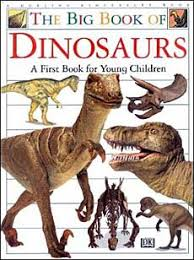 A DORLING KINDERSLEY BOOK
THE BIG BOOK OF
DINOSAURS
A First Book for Young Children
DK